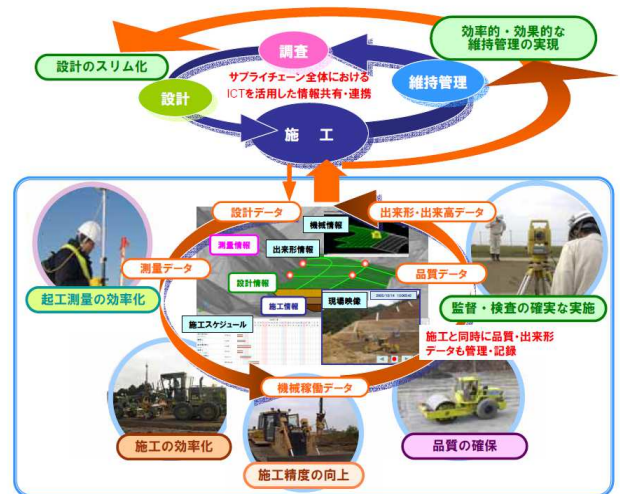 効率的・効果的な
維持管理の実現
調査
設計のスリム化
サプライチェーン全体における
ICTを活用した情報共有・連携
維持管理
設計
施 工
設計データ
出来形・出来高データ
機械情報
測量情報
出来形情報
測量データ
品質データ
設計情報
起工測量の効率化
施工情報
現場映像
監督・検査の確実な実施
施工スケジュール
施工と同時に品質・出来形
データも管理・記録
機械稼働データ
施工の効率化
品質の確保
施工精度の向上